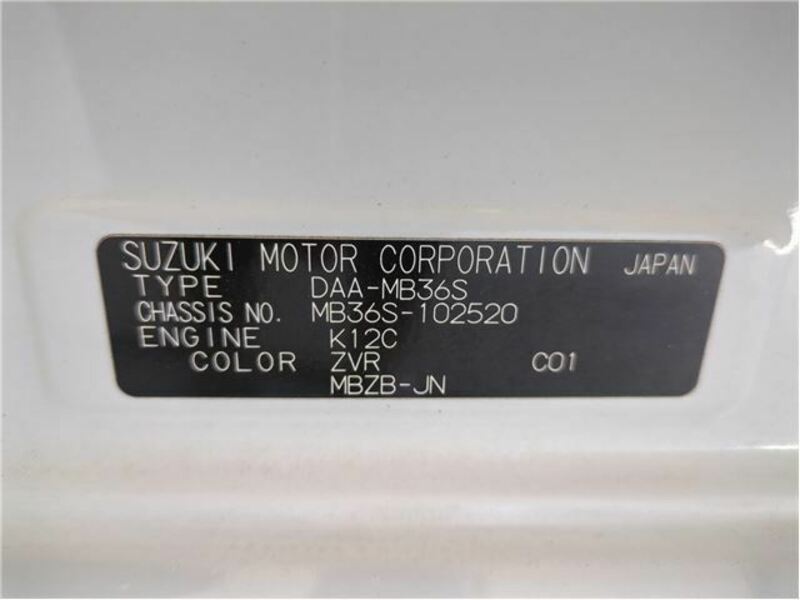 SUZUKI MOTOR CORPORATION JAPAN
TYPE DAA-MB36S
CHASSIS NO. MB36S-102520
ENGINE K12C
COLOR ZVR C01
MBZB-JN